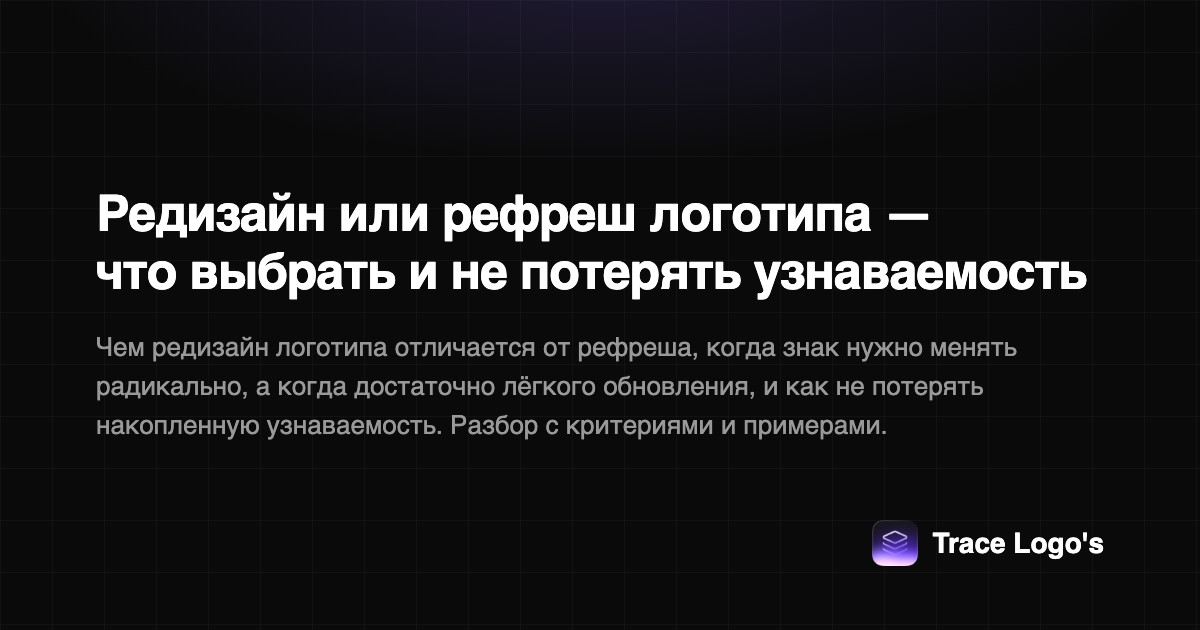 Редизайн или рефреш логотипа —
что выбрать и не потерять узнаваемость
Чем редизайн логотипа отличается от рефреша, когда знак нужно менять
радикально, а когда достаточно лёгкого обновления, и как не потерять
накопленную узнаваемость. Разбор с критериями и примерами.
Trace Logo's